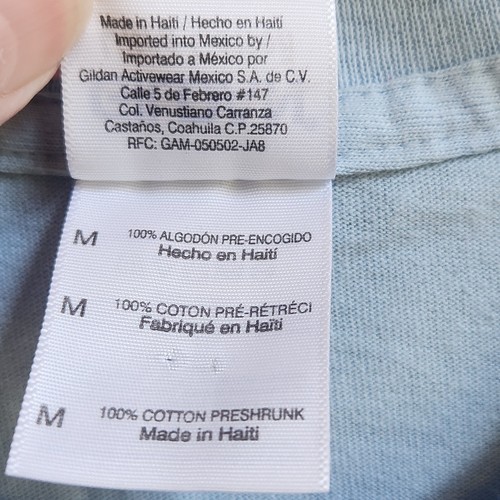 Made in Haiti / Hecho en Haití
Imported into Mexico by /
Importado a México por
Gildan Activewear Mexico S.A. de C.V.
Calle 5 de Febrero #147
Col. Venustiano Carranza
Castaños, Coahuila C.P.25870
RFC: GAM-050502-JA8
M 100% ALGODÓN PRE-ENCOGIDO
Hecho en Haití
M 100% COTON PRÉ-RÉTRÉCI
Fabriqué en Haïti
M 100% COTTON PRESHRUNK
Made in Haiti